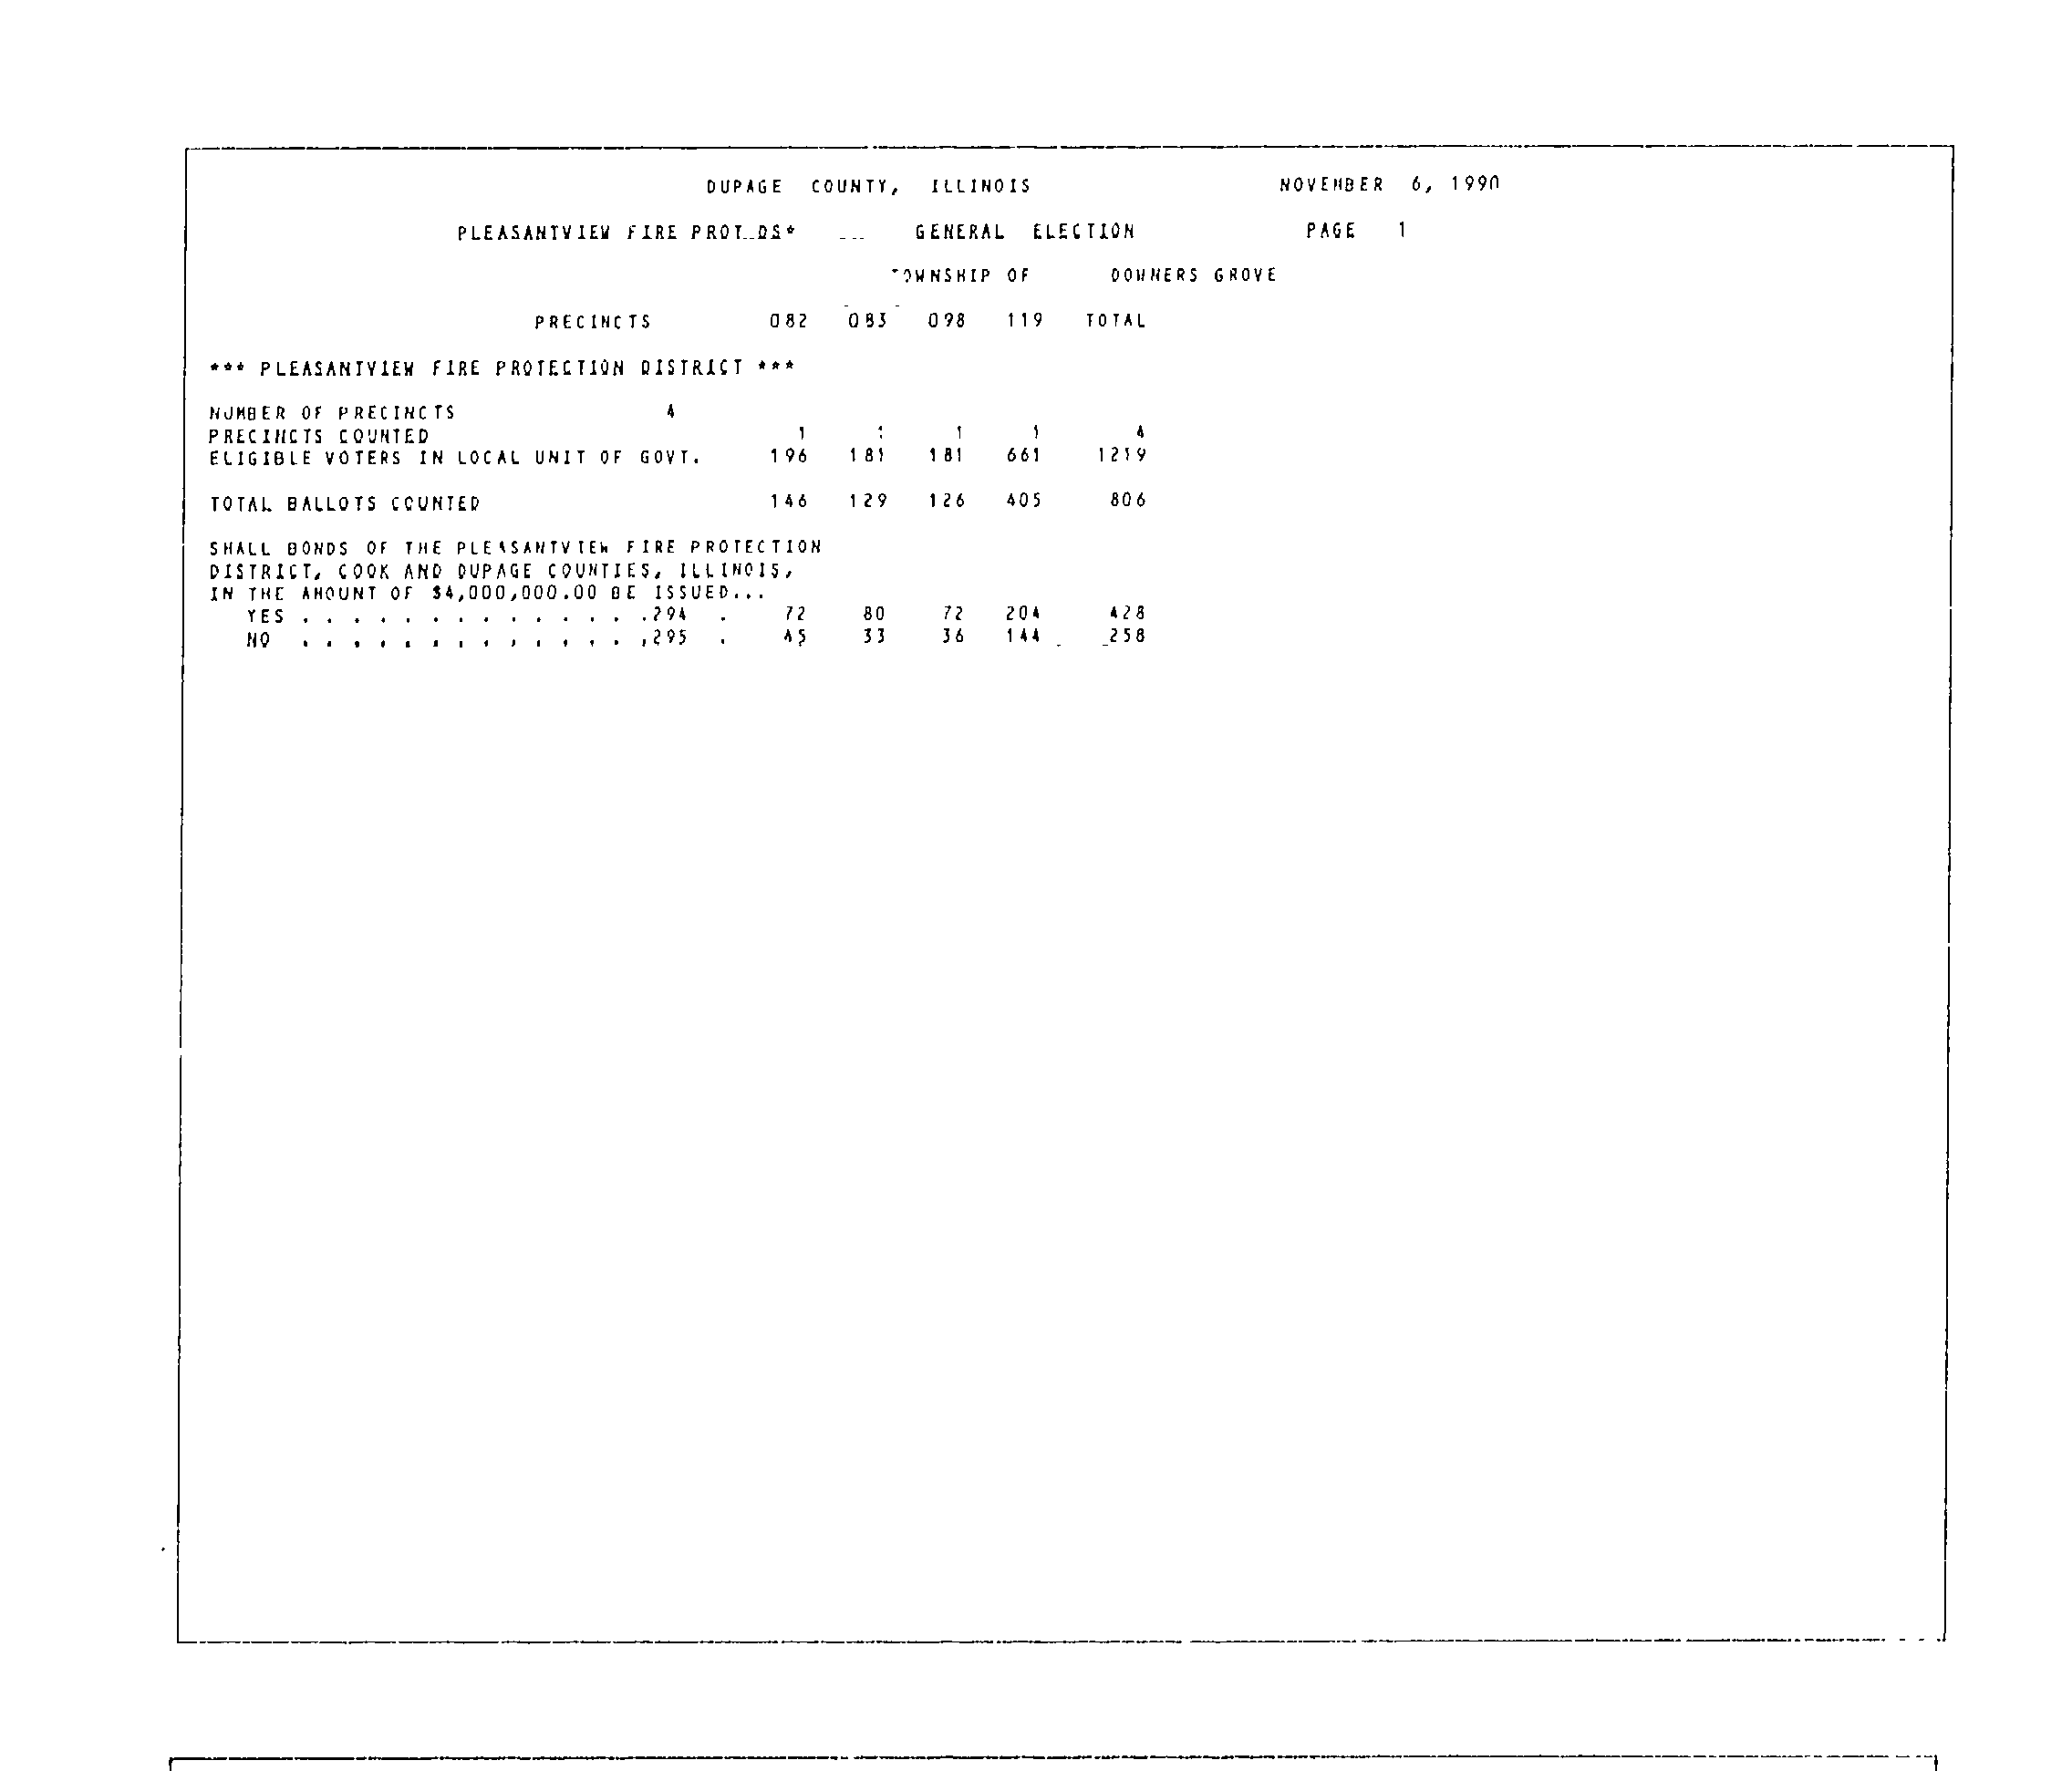 DUPAGE COUNTY, ILLINOIS NOVEMBER 6, 1990
PLEASANTVIEW FIRE PROT DS* GENERAL ELECTION PAGE 1
TOWNSHIP OF DOWNERS GROVE
PRECINCTS 082 083 098 119 TOTAL
*** PLEASANTVIEW FIRE PROTECTION DISTRICT ***
NUMBER OF PRECINCTS 4
PRECINCTS COUNTED 1 1 1 1 4
ELIGIBLE VOTERS IN LOCAL UNIT OF GOVT. 196 181 181 661 1219
TOTAL BALLOTS COUNTED 146 129 126 405 806
SHALL BONDS OF THE PLEASANTVIEW FIRE PROTECTION
DISTRICT, COOK AND DUPAGE COUNTIES, ILLINOIS,
IN THE AMOUNT OF $4,000,000.00 BE ISSUED...
YES . . . . . . . . . . . . . .294 . 72 80 72 204 428
NO . . . . . . . . . . . . . .295 . 45 33 36 144 258